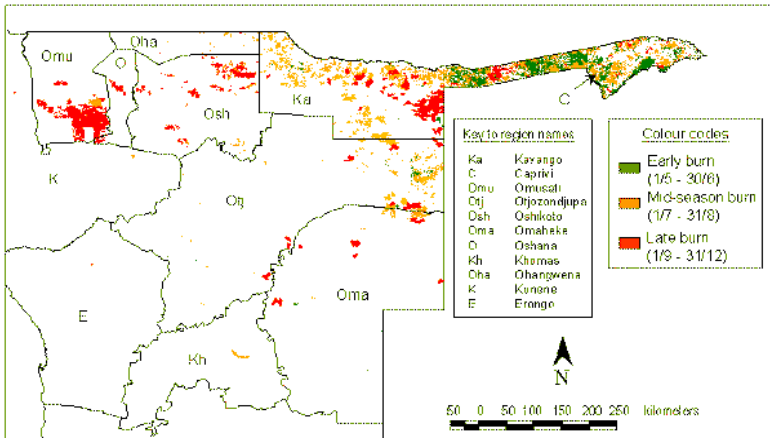 Oha
Omu
O
Osh
Ka
C
K
Otj
Oma
E
Kh
Key to region names
Ka Kavango
C Caprivi
Omu Omusati
Otj Otjozondjupa
Osh Oshikoto
Oma Omaheke
O Oshana
Kh Khomas
Oha Ohangwena
K Kunene
E Erongo
Colour codes
Early burn
(1/5 - 30/6)
Mid-season burn
(1/7 - 31/8)
Late burn
(1/9 - 31/12)
N
50 0 50 100 150 200 250 kilometers